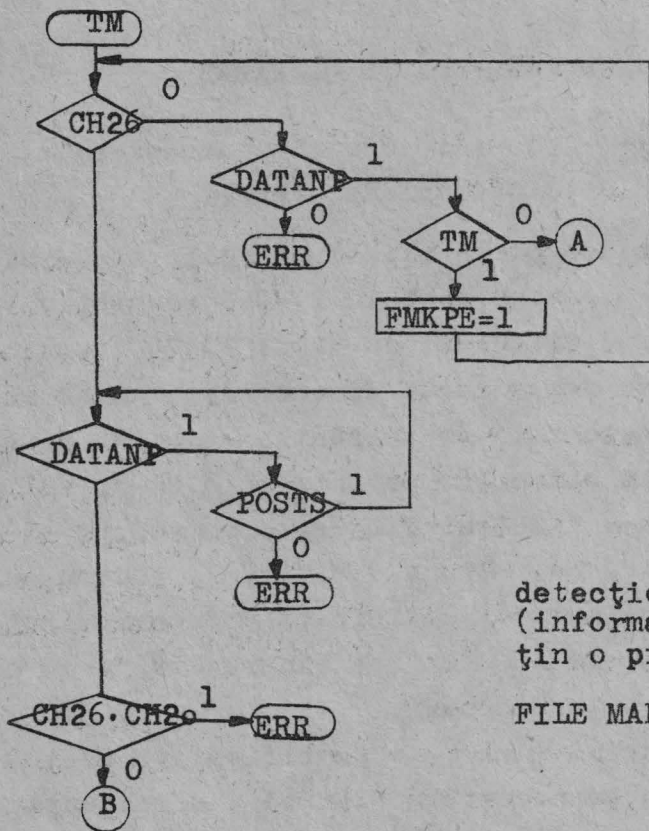 TM
0
CH26
1
DATANP
0
0
TM
A
ERR
1
FMKPE=1
1
DATANP
1
POSTS
0
ERR
detecţi
(informa
ţin o p
1
CH26.CH2o
ERR
FILE MA
0
B